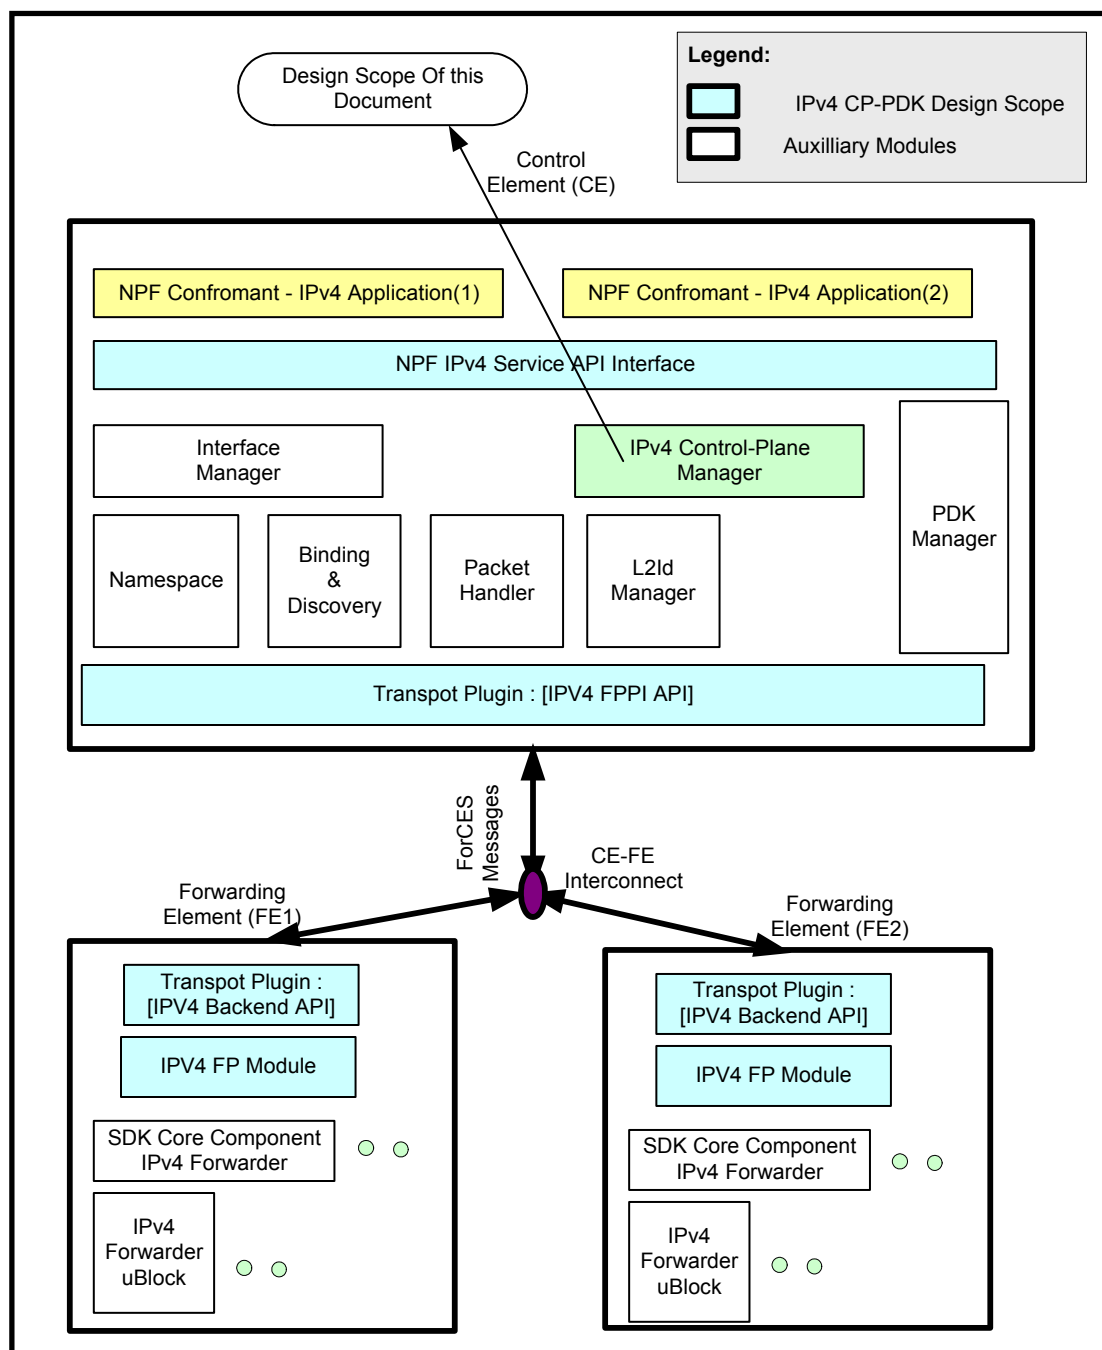 Design Scope Of this
Document
Legend:
IPv4 CP-PDK Design Scope
Auxilliary Modules
Control
Element (CE)
NPF Confromant - IPv4 Application(1)
NPF Confromant - IPv4 Application(2)
NPF IPv4 Service API Interface
Interface
Manager
IPv4 Control-Plane
Manager
PDK
Manager
Namespace
Binding
&
Discovery
Packet
Handler
L2Id
Manager
Transpot Plugin : [IPV4 FPPI API]
ForCES
Messages
CE-FE
Interconnect
Forwarding
Element (FE1)
Forwarding
Element (FE2)
Transpot Plugin :
[IPV4 Backend API]
IPV4 FP Module
SDK Core Component
IPv4 Forwarder
IPv4
Forwarder
uBlock
Transpot Plugin :
[IPV4 Backend API]
IPV4 FP Module
SDK Core Component
IPv4 Forwarder
IPv4
Forwarder
uBlock